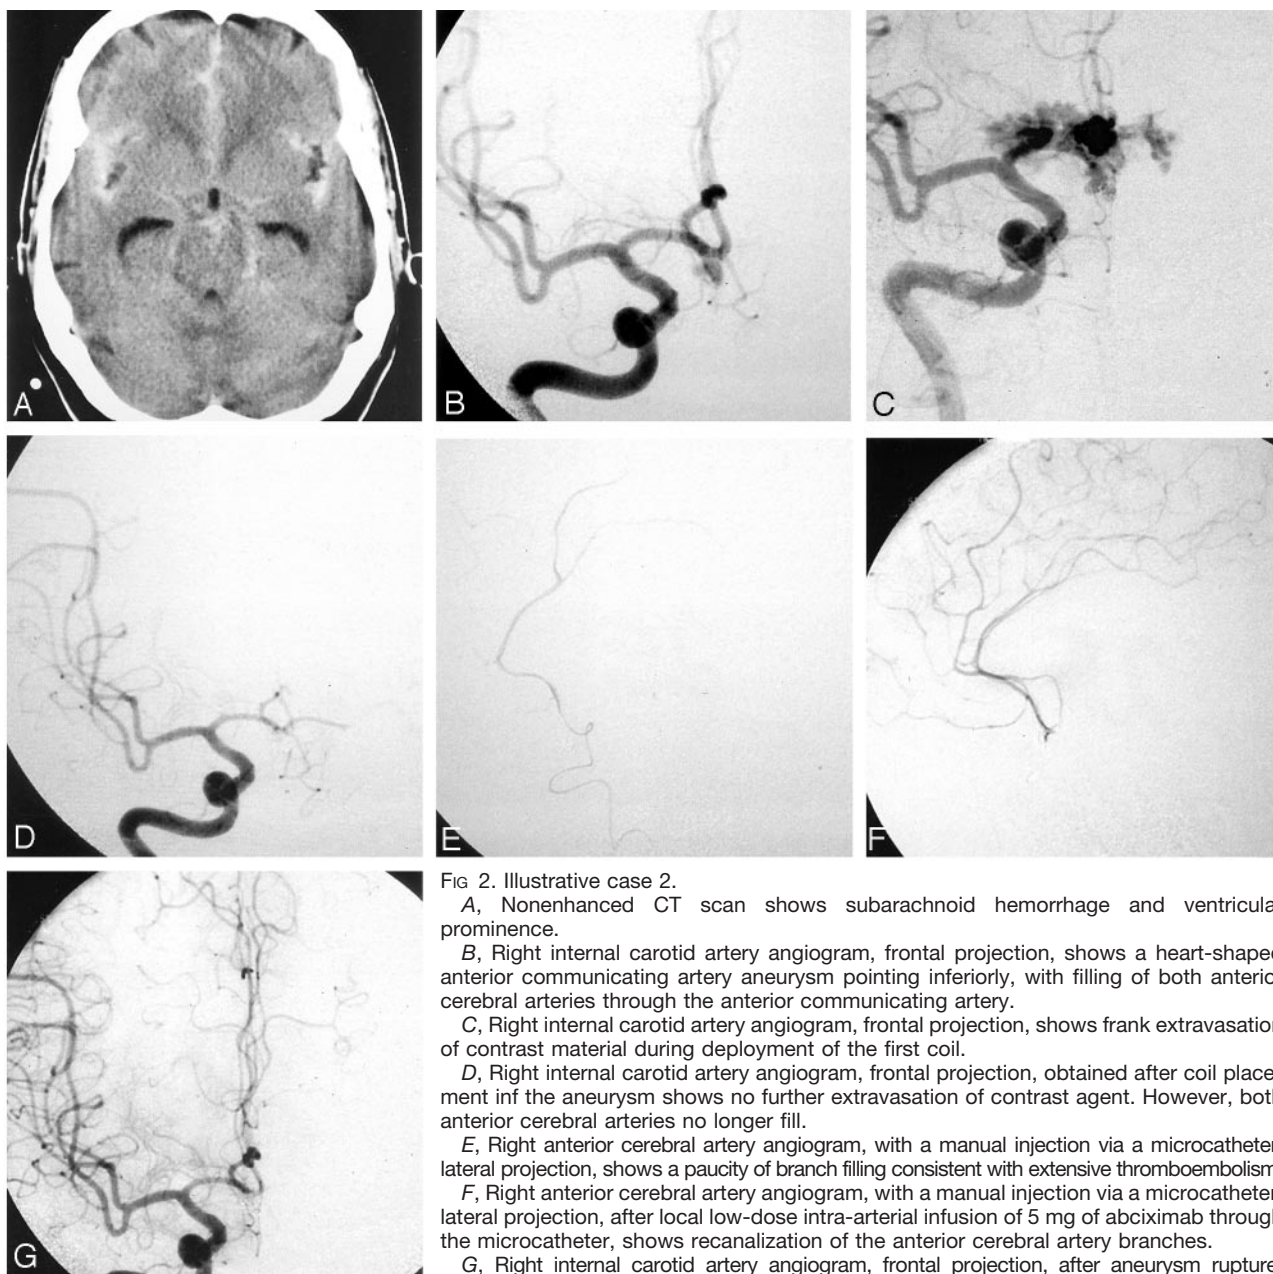 A
B
C
D
E
F
G
FIG 2. Illustrative case 2.
A, Nonenhanced CT scan shows subarachnoid hemorrhage and ventricula
prominence.
B, Right internal carotid artery angiogram, frontal projection, shows a heart-shaped
anterior communicating artery aneurysm pointing inferiorly, with filling of both anterio
cerebral arteries through the anterior communicating artery.
C, Right internal carotid artery angiogram, frontal projection, shows frank extravasation
of contrast material during deployment of the first coil.
D, Right internal carotid artery angiogram, frontal projection, obtained after coil place
ment inf the aneurysm shows no further extravasation of contrast agent. However, both
anterior cerebral arteries no longer fill.
E, Right anterior cerebral artery angiogram, with a manual injection via a microcatheter
lateral projection, shows a paucity of branch filling consistent with extensive thromboembolism
F, Right anterior cerebral artery angiogram, with a manual injection via a microcatheter
lateral projection, after local low-dose intra-arterial infusion of 5 mg of abciximab through
the microcatheter, shows recanalization of the anterior cerebral artery branches.
G, Right internal carotid artery angiogram, frontal projection, after aneurysm rupture